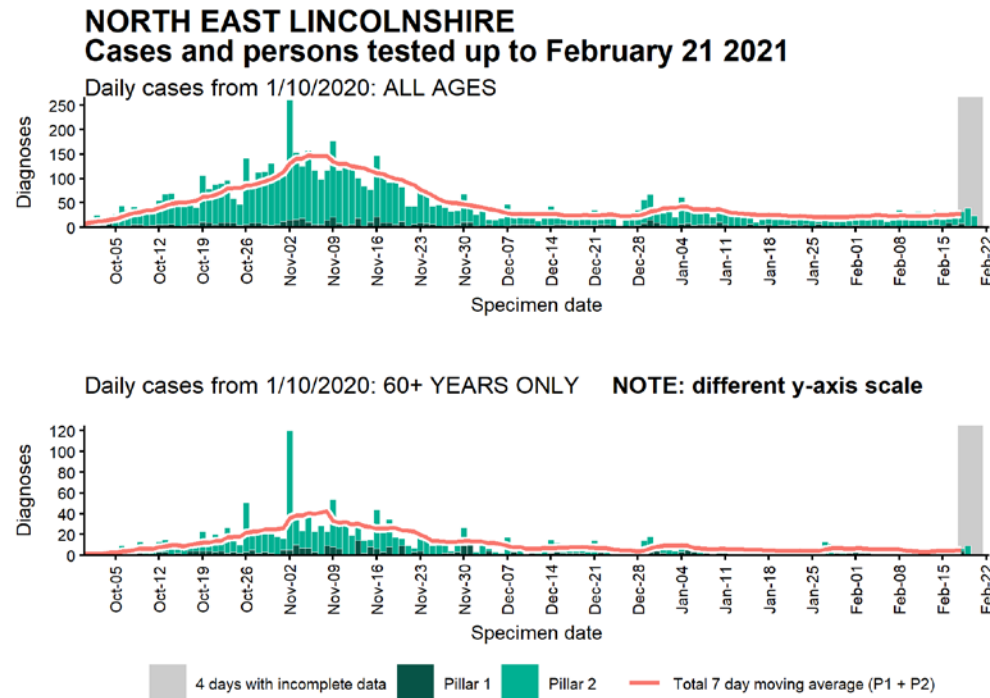 NORTH EAST LINCOLNSHIRE
Cases and persons tested up to February 21 2021
Daily cases from 1/10/2020: ALL AGES
Diagnoses
250
200
150
100
50
0
Oct-05
Oct-12
Oct-19
Oct-26
Nov-02
Nov-09
Nov-16
Nov-23
Nov-30
Dec-07
Dec-14
Dec-21
Dec-28
Jan-04
Jan-11
Jan-18
Jan-25
Feb-01
Feb-08
Feb-15
Feb-22
Specimen date
Daily cases from 1/10/2020: 60+ YEARS ONLY NOTE: different y-axis scale
Diagnoses
120
100
80
60
40
20
0
Oct-05
Oct-12
Oct-19
Oct-26
Nov-02
Nov-09
Nov-16
Nov-23
Nov-30
Dec-07
Dec-14
Dec-21
Dec-28
Jan-04
Jan-11
Jan-18
Jan-25
Feb-01
Feb-08
Feb-15
Feb-22
Specimen date
4 days with incomplete data Pillar 1 Pillar 2 Total 7 day moving average (P1 + P2)